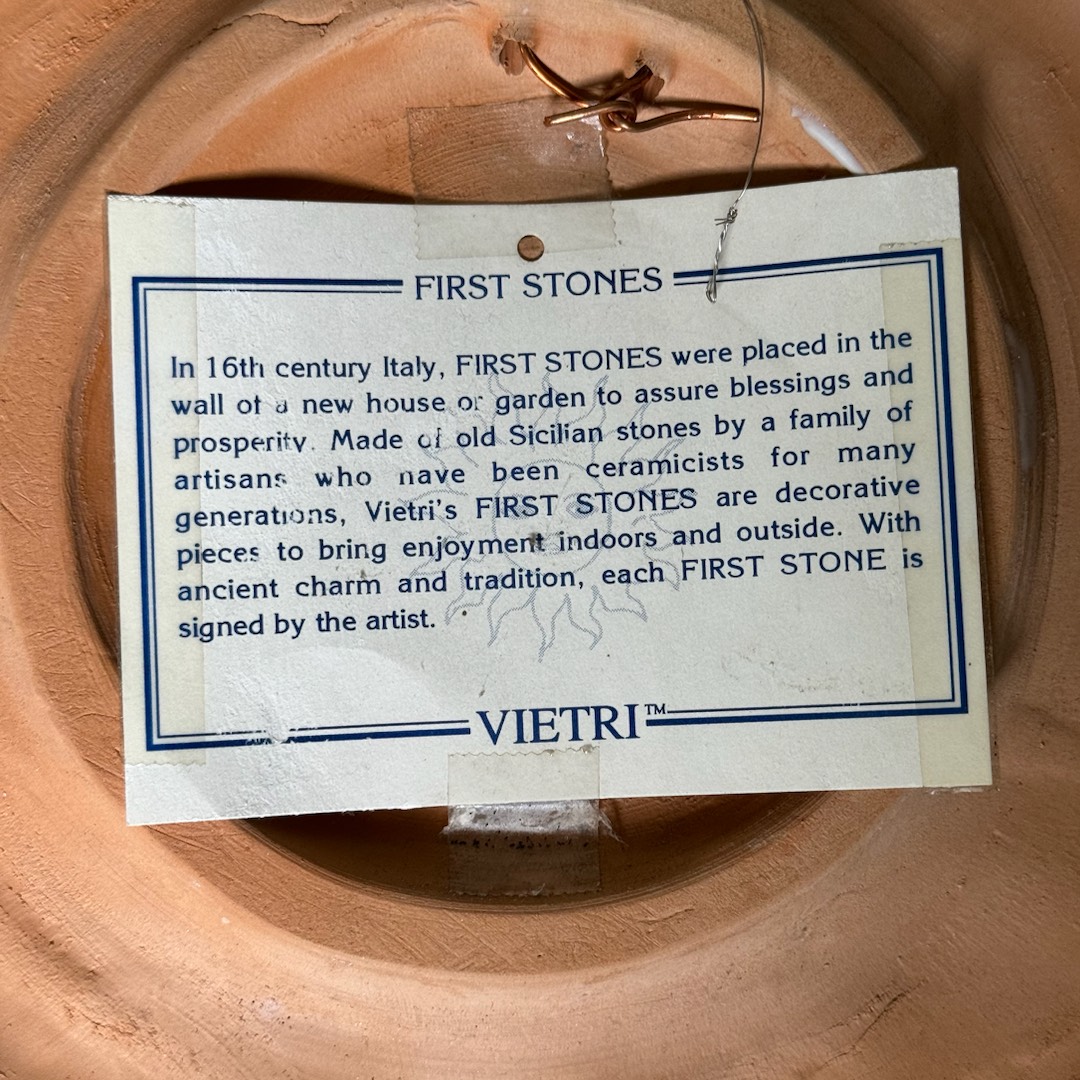 FIRST STONES
In 16th century Italy, FIRST STONES were placed in the
wall of a new house or garden to assure blessings and
prosperity. Made of old Sicilian stones by a family of
artisans who have been ceramicists for many
generations, Vietri's FIRST STONES are decorative
pieces to bring enjoyment indoors and outside. With
ancient charm and tradition, each FIRST STONE is
signed by the artist.
VIETRI™